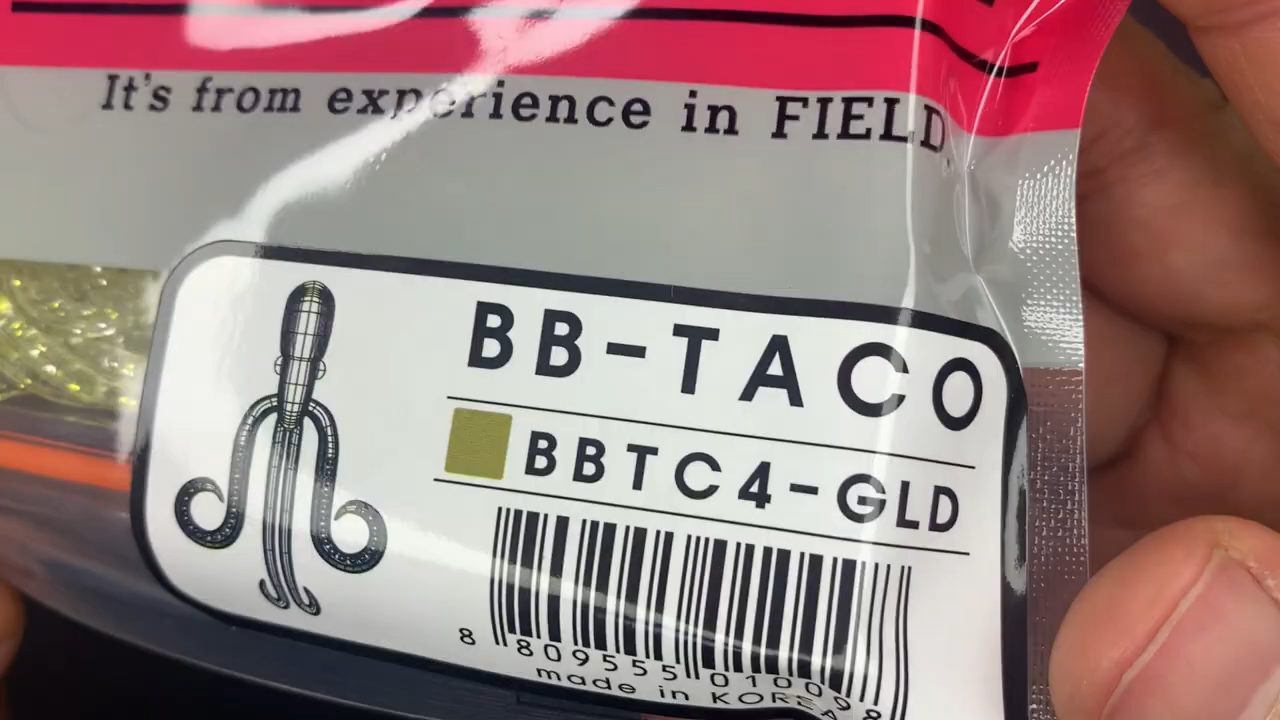 It's from experience in FIELD.
BB-TACO
BBTC4-GLD
8 809555 010098
made in KOREA